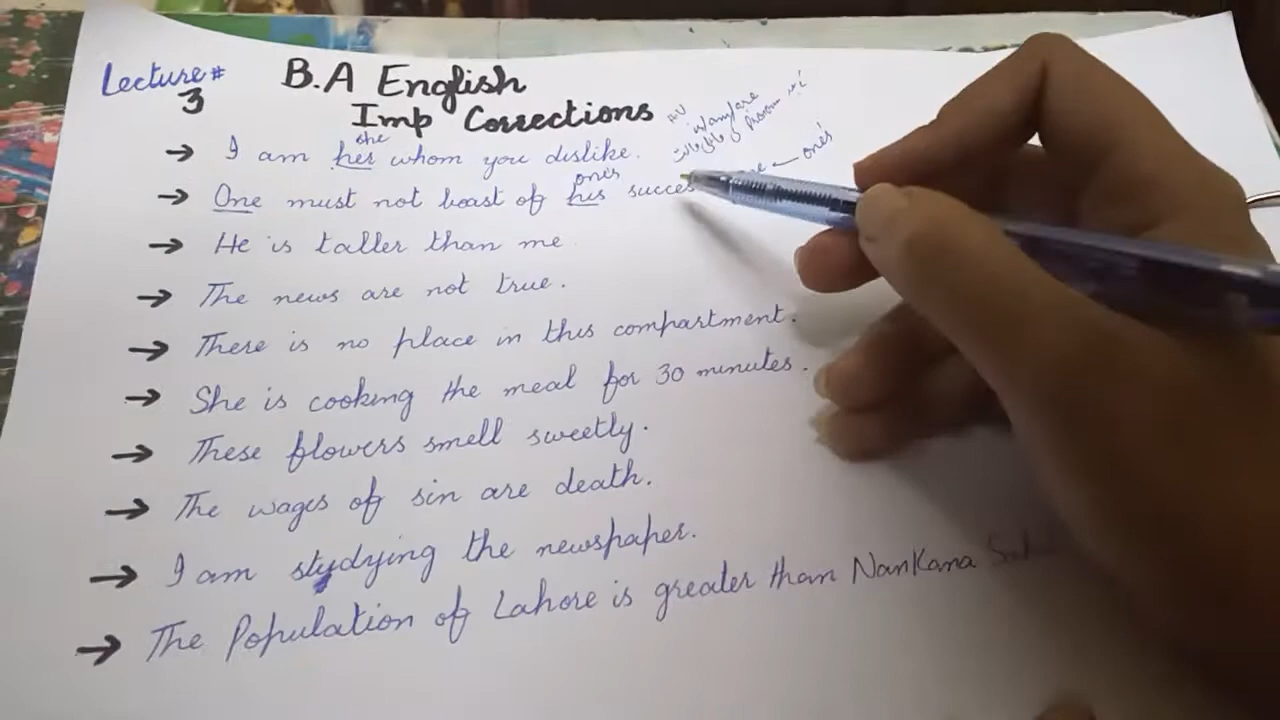 Lecture #
3
B.A English
Imp Corrections
she
→ I am her whom you dislike.
one's
→ One must not boast of his succes
one's
→ He is taller than me
→ The news are not true.
→ There is no place in this compartment.
→ She is cooking the meal for 30 minutes.
→ These flowers smell sweetly.
→ The wages of sin are death.
→ I am studying the newspaper.
→ The Population of Lahore is greater than Nankana